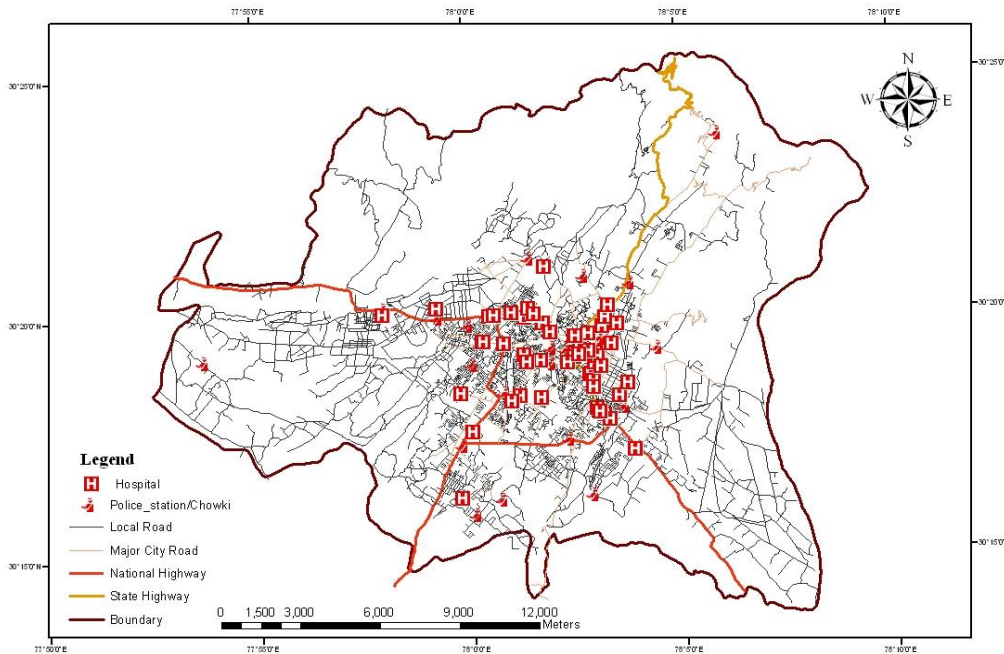 77°55'0"E 78°0'0"E 78°5'0"E 78°10'0"E
N
W E
S
30°25'0"N 30°25'0"N
30°20'0"N 30°20'0"N
30°15'0"N 30°15'0"N
Legend
H Hospital
Police_station/Chowki
Local Road
Major City Road
National Highway
State Highway
Boundary
0 1,500 3,000 6,000 9,000 12,000
Meters
77°50'0"E 77°55'0"E 78°0'0"E 78°5'0"E 78°10'0"E